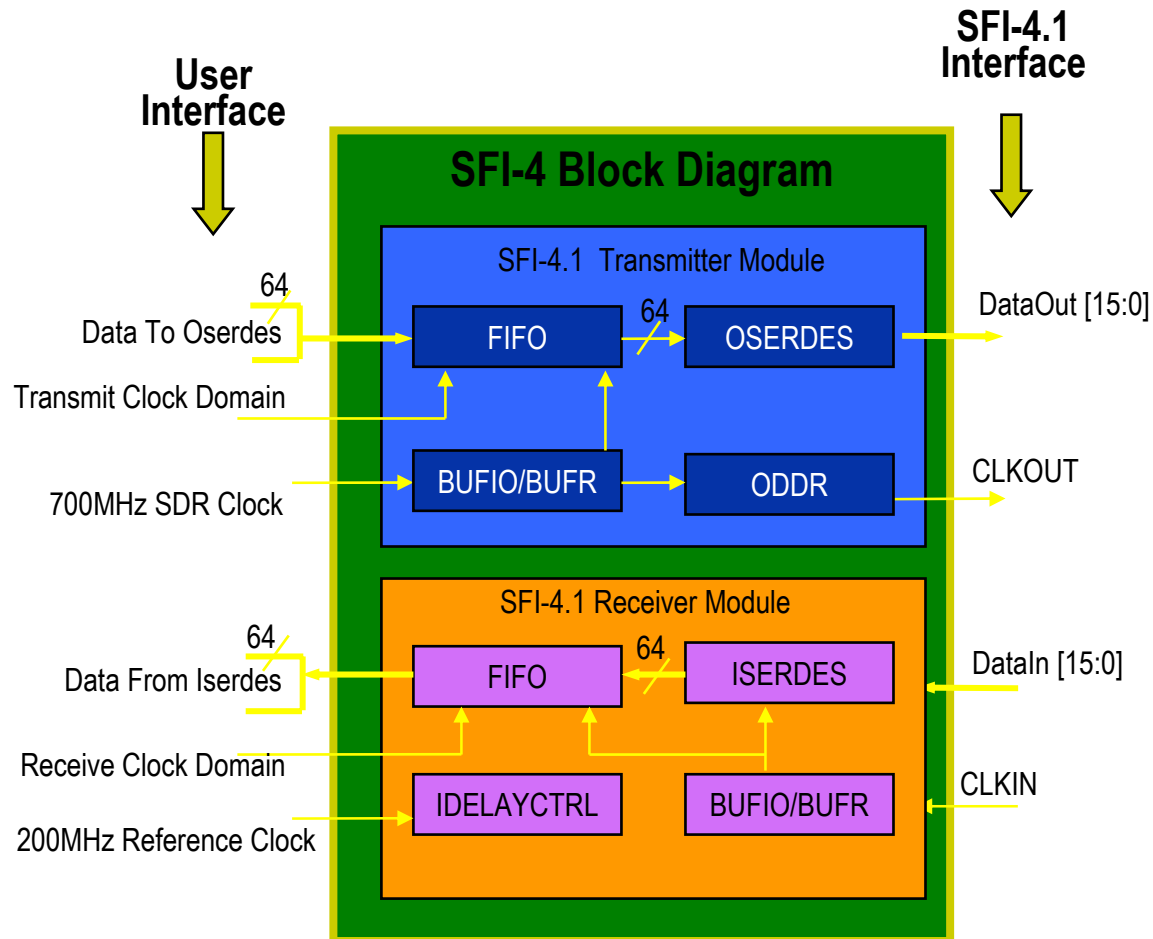 User
Interface
SFI-4.1
Interface
SFI-4 Block Diagram
SFI-4.1 Transmitter Module
64
Data To Oserdes
FIFO
64
OSERDES
DataOut [15:0]
Transmit Clock Domain
700MHz SDR Clock
BUFIO/BUFR
ODDR
CLKOUT
SFI-4.1 Receiver Module
64
Data From Iserdes
FIFO
64
ISERDES
DataIn [15:0]
Receive Clock Domain
200MHz Reference Clock
IDELAYCTRL
BUFIO/BUFR
CLKIN